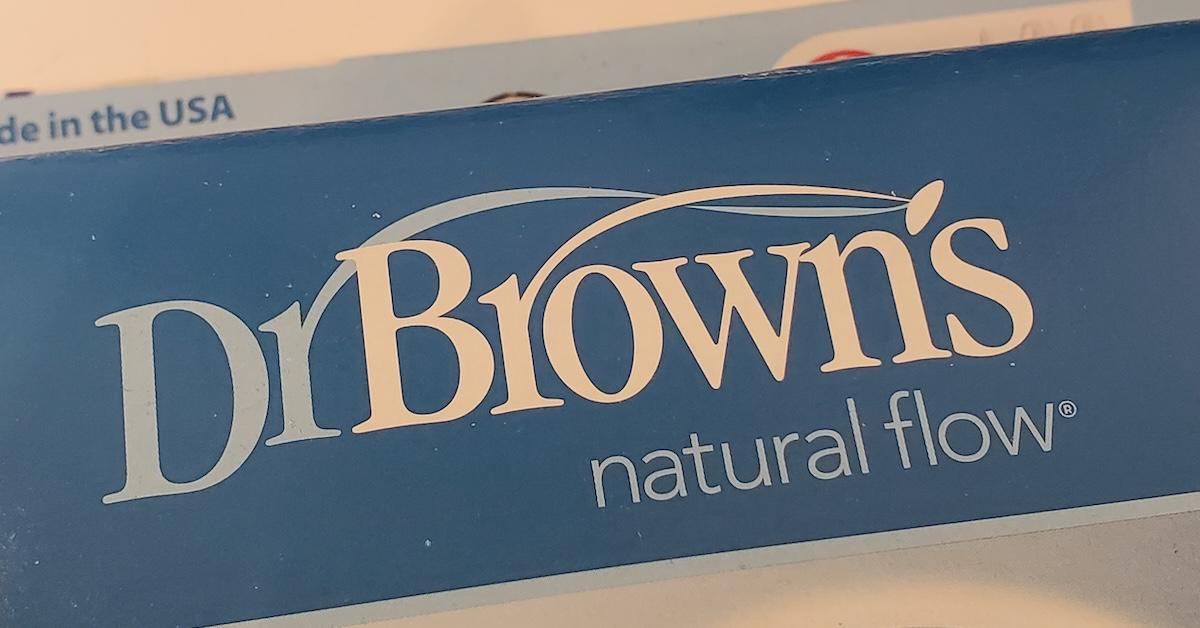 de in the USA
Dr Brown's
natural flow®